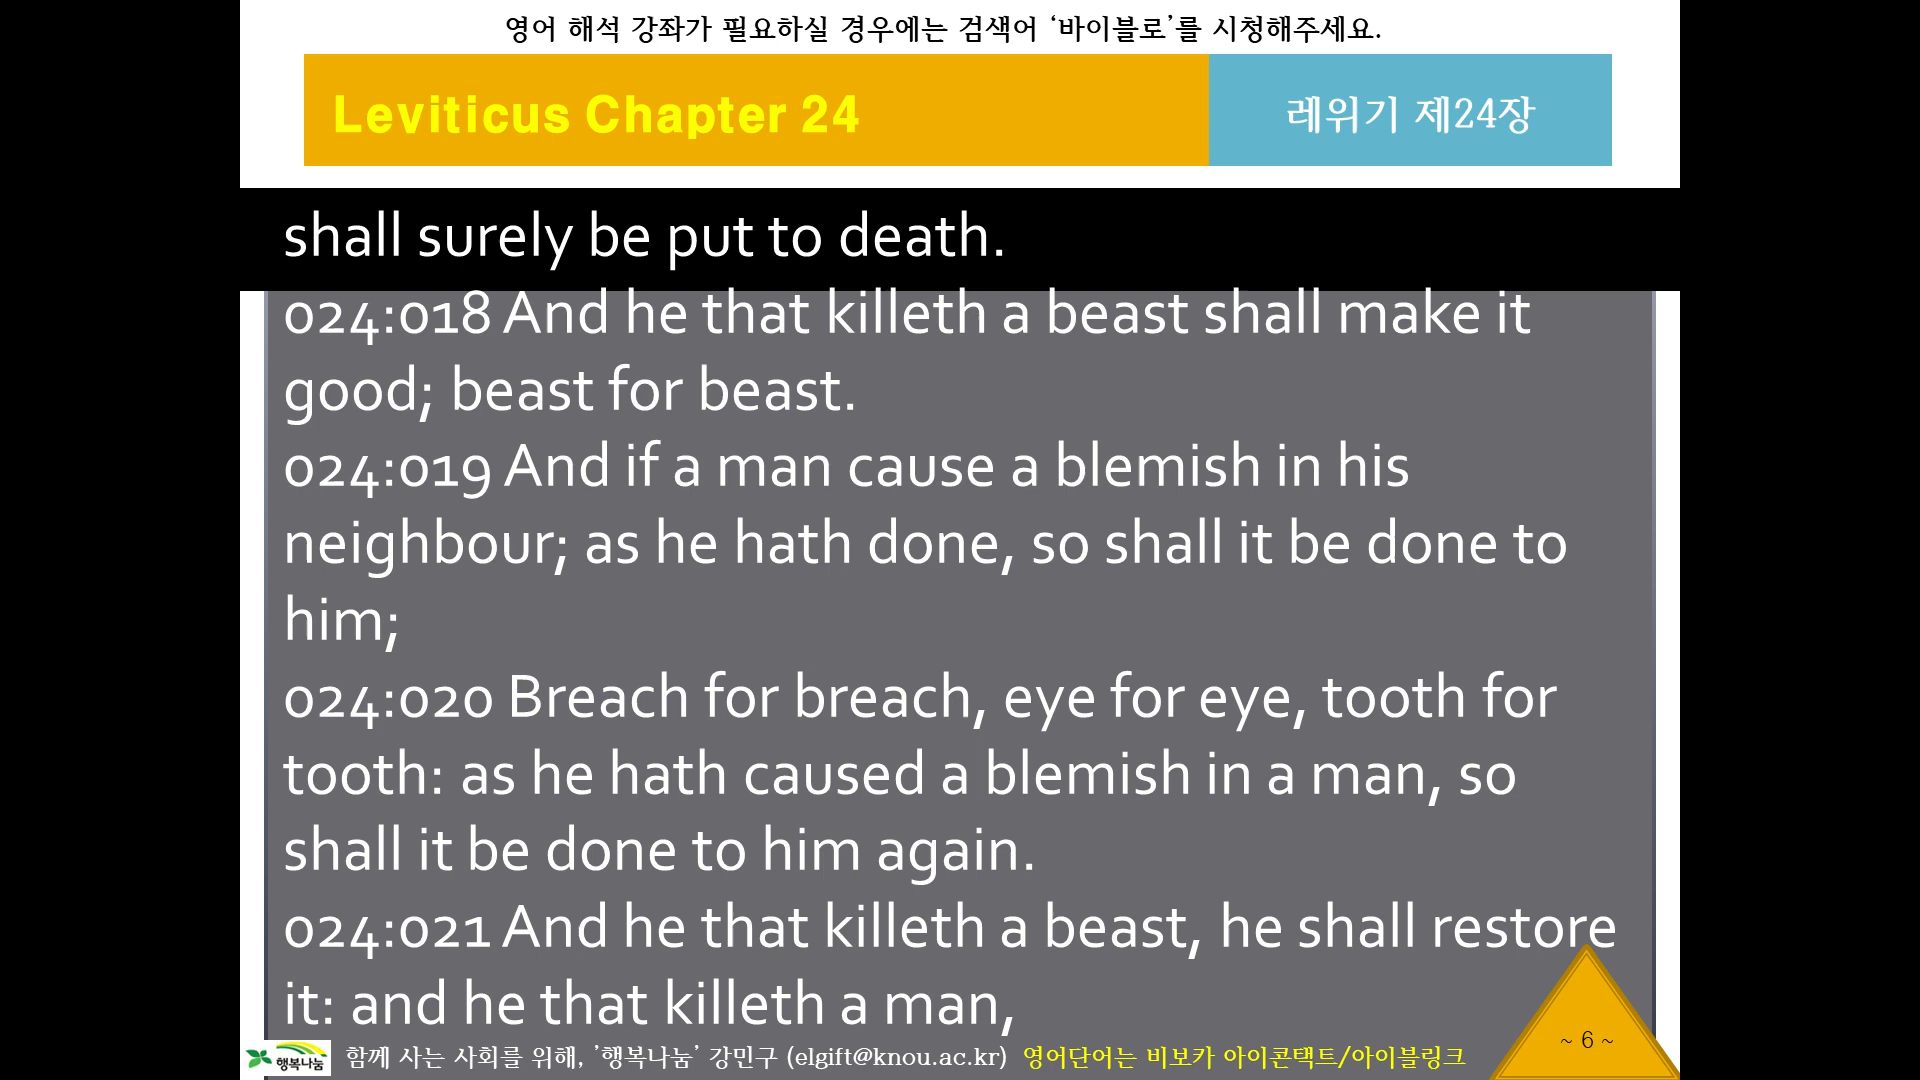 영어 해석 강좌가 필요하실 경우에는 검색어 ‘바이블로’를 시청해주세요.
Leviticus Chapter 24
레위기 제24장
shall surely be put to death.
024:018 And he that killeth a beast shall make it
good; beast for beast.
024:019 And if a man cause a blemish in his
neighbour; as he hath done, so shall it be done to
him;
024:020 Breach for breach, eye for eye, tooth for
tooth: as he hath caused a blemish in a man, so
shall it be done to him again.
024:021 And he that killeth a beast, he shall restore
it: and he that killeth a man,
~ 6 ~
행복나눔
함께 사는 사회를 위해, ’행복나눔’ 강민구 (elgift@knou.ac.kr) 영어단어는 비보카 아이콘택트/아이블링크